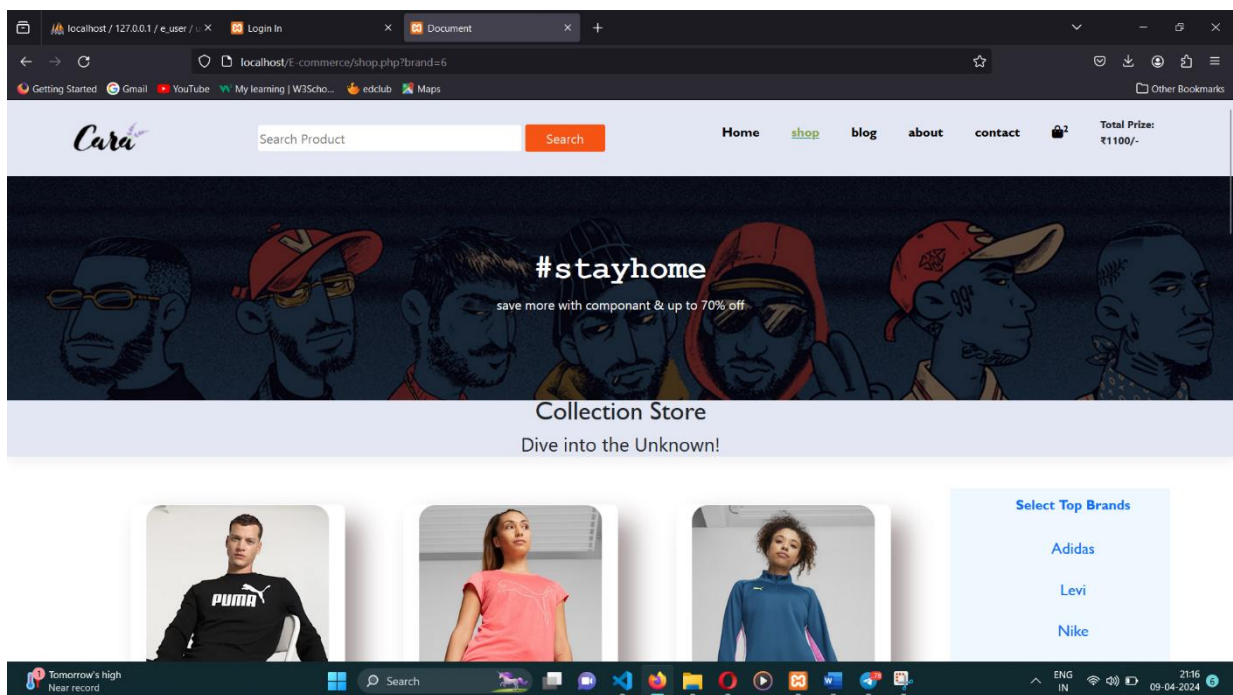 localhost / 127.0.0.1 / e_user / u
Login In
Document
localhost/E-commerce/shop.php?brand=6
Getting Started
Gmail
YouTube
My learning | W3Scho...
edclub
Maps
Other Bookmarks
Cara
Search Product
Search
Home
shop
blog
about
contact
2
Total Prize:
₹1100/-
#stayhome
save more with componant & up to 70% off
Collection Store
Dive into the Unknown!
PUMA
Select Top Brands
Adidas
Levi
Nike
Tomorrow's high
Near record
Search
ENG
IN
21:16
09-04-2024
6